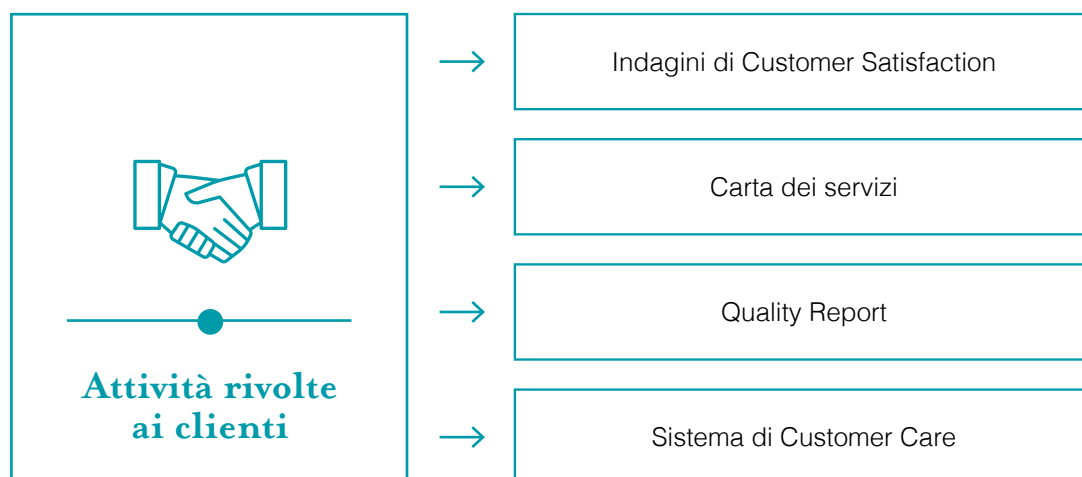 Attività rivolte
ai clienti
Indagini di Customer Satisfaction
Carta dei servizi
Quality Report
Sistema di Customer Care